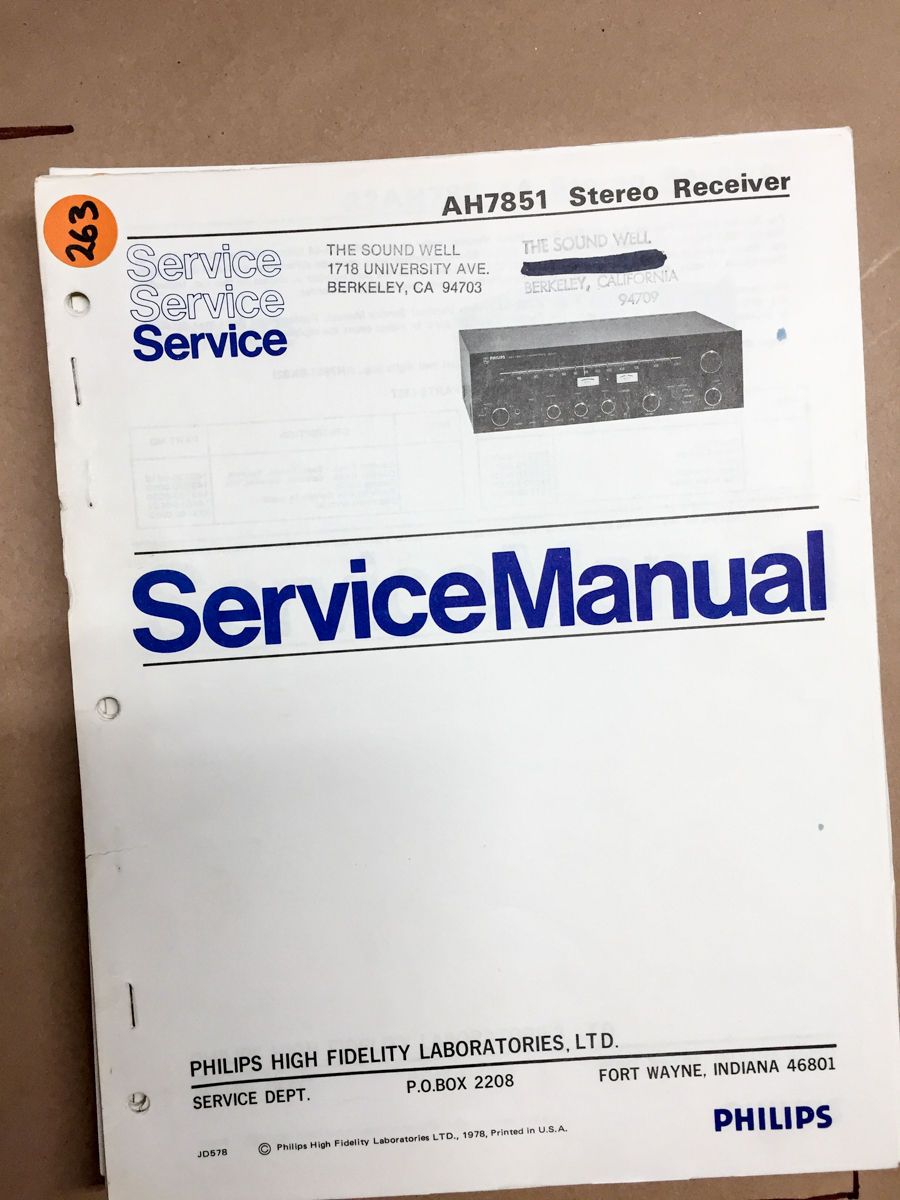 263
AH7851 Stereo Receiver
Service
Service
Service
THE SOUND WELL
1718 UNIVERSITY AVE.
BERKELEY, CA 94703
THE SOUND WELL
BERKELEY, CALIFORNIA
94709
PHILIPS
ServiceManual
PHILIPS HIGH FIDELITY LABORATORIES, LTD.
SERVICE DEPT. P.O.BOX 2208 FORT WAYNE, INDIANA 46801
PHILIPS
JD578 © Philips High Fidelity Laboratories LTD., 1978, Printed in U.S.A.